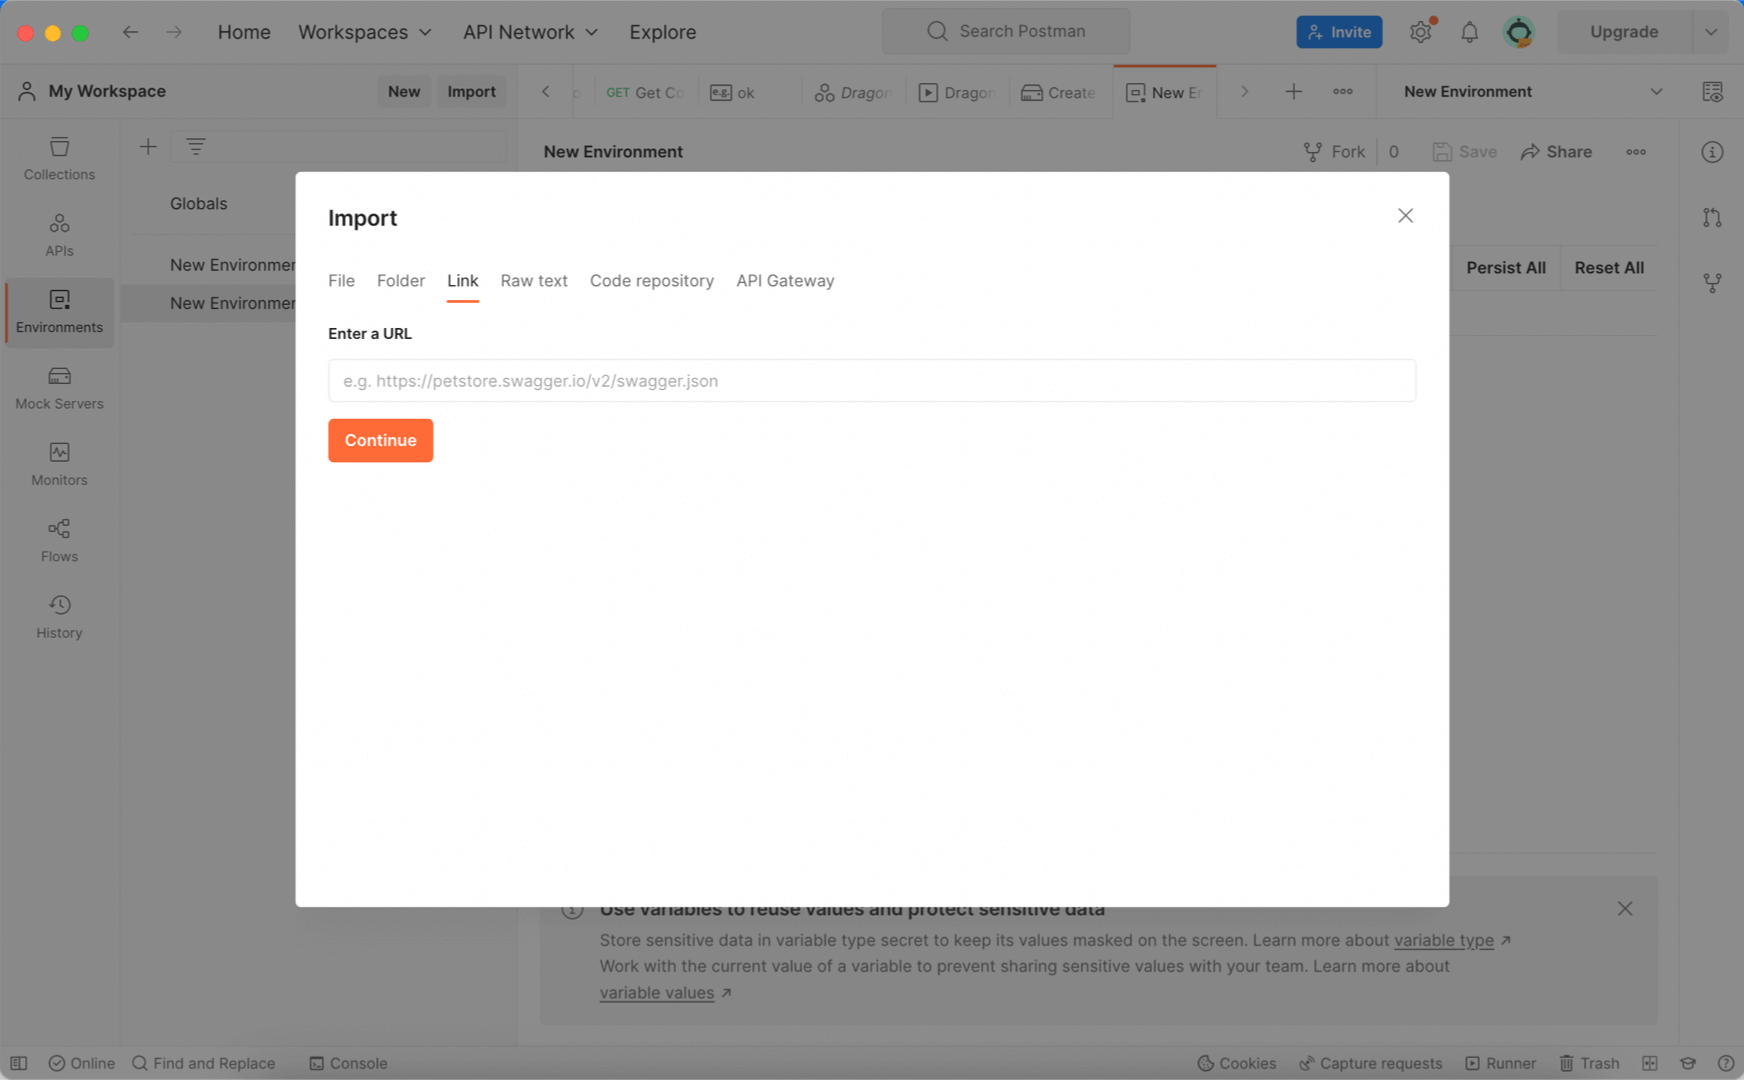 Home
Workspaces
API Network
Explore
Search Postman
Invite
Upgrade
My Workspace
New
Import
GET Get Co
e.g. ok
Dragon
Dragon
Create
New En
New Environment
Collections
APIs
Environments
Mock Servers
Monitors
Flows
History
Globals
New Environmen
New Environmen
New Environment
Fork
0
Save
Share
Persist All
Reset All
Import
File
Folder
Link
Raw text
Code repository
API Gateway
Enter a URL
e.g. https://petstore.swagger.io/v2/swagger.json
Continue
Use variables to reuse values and protect sensitive data
Store sensitive data in variable type secret to keep its values masked on the screen. Learn more about variable type ↗
Work with the current value of a variable to prevent sharing sensitive values with your team. Learn more about
variable values ↗
Online
Find and Replace
Console
Cookies
Capture requests
Runner
Trash